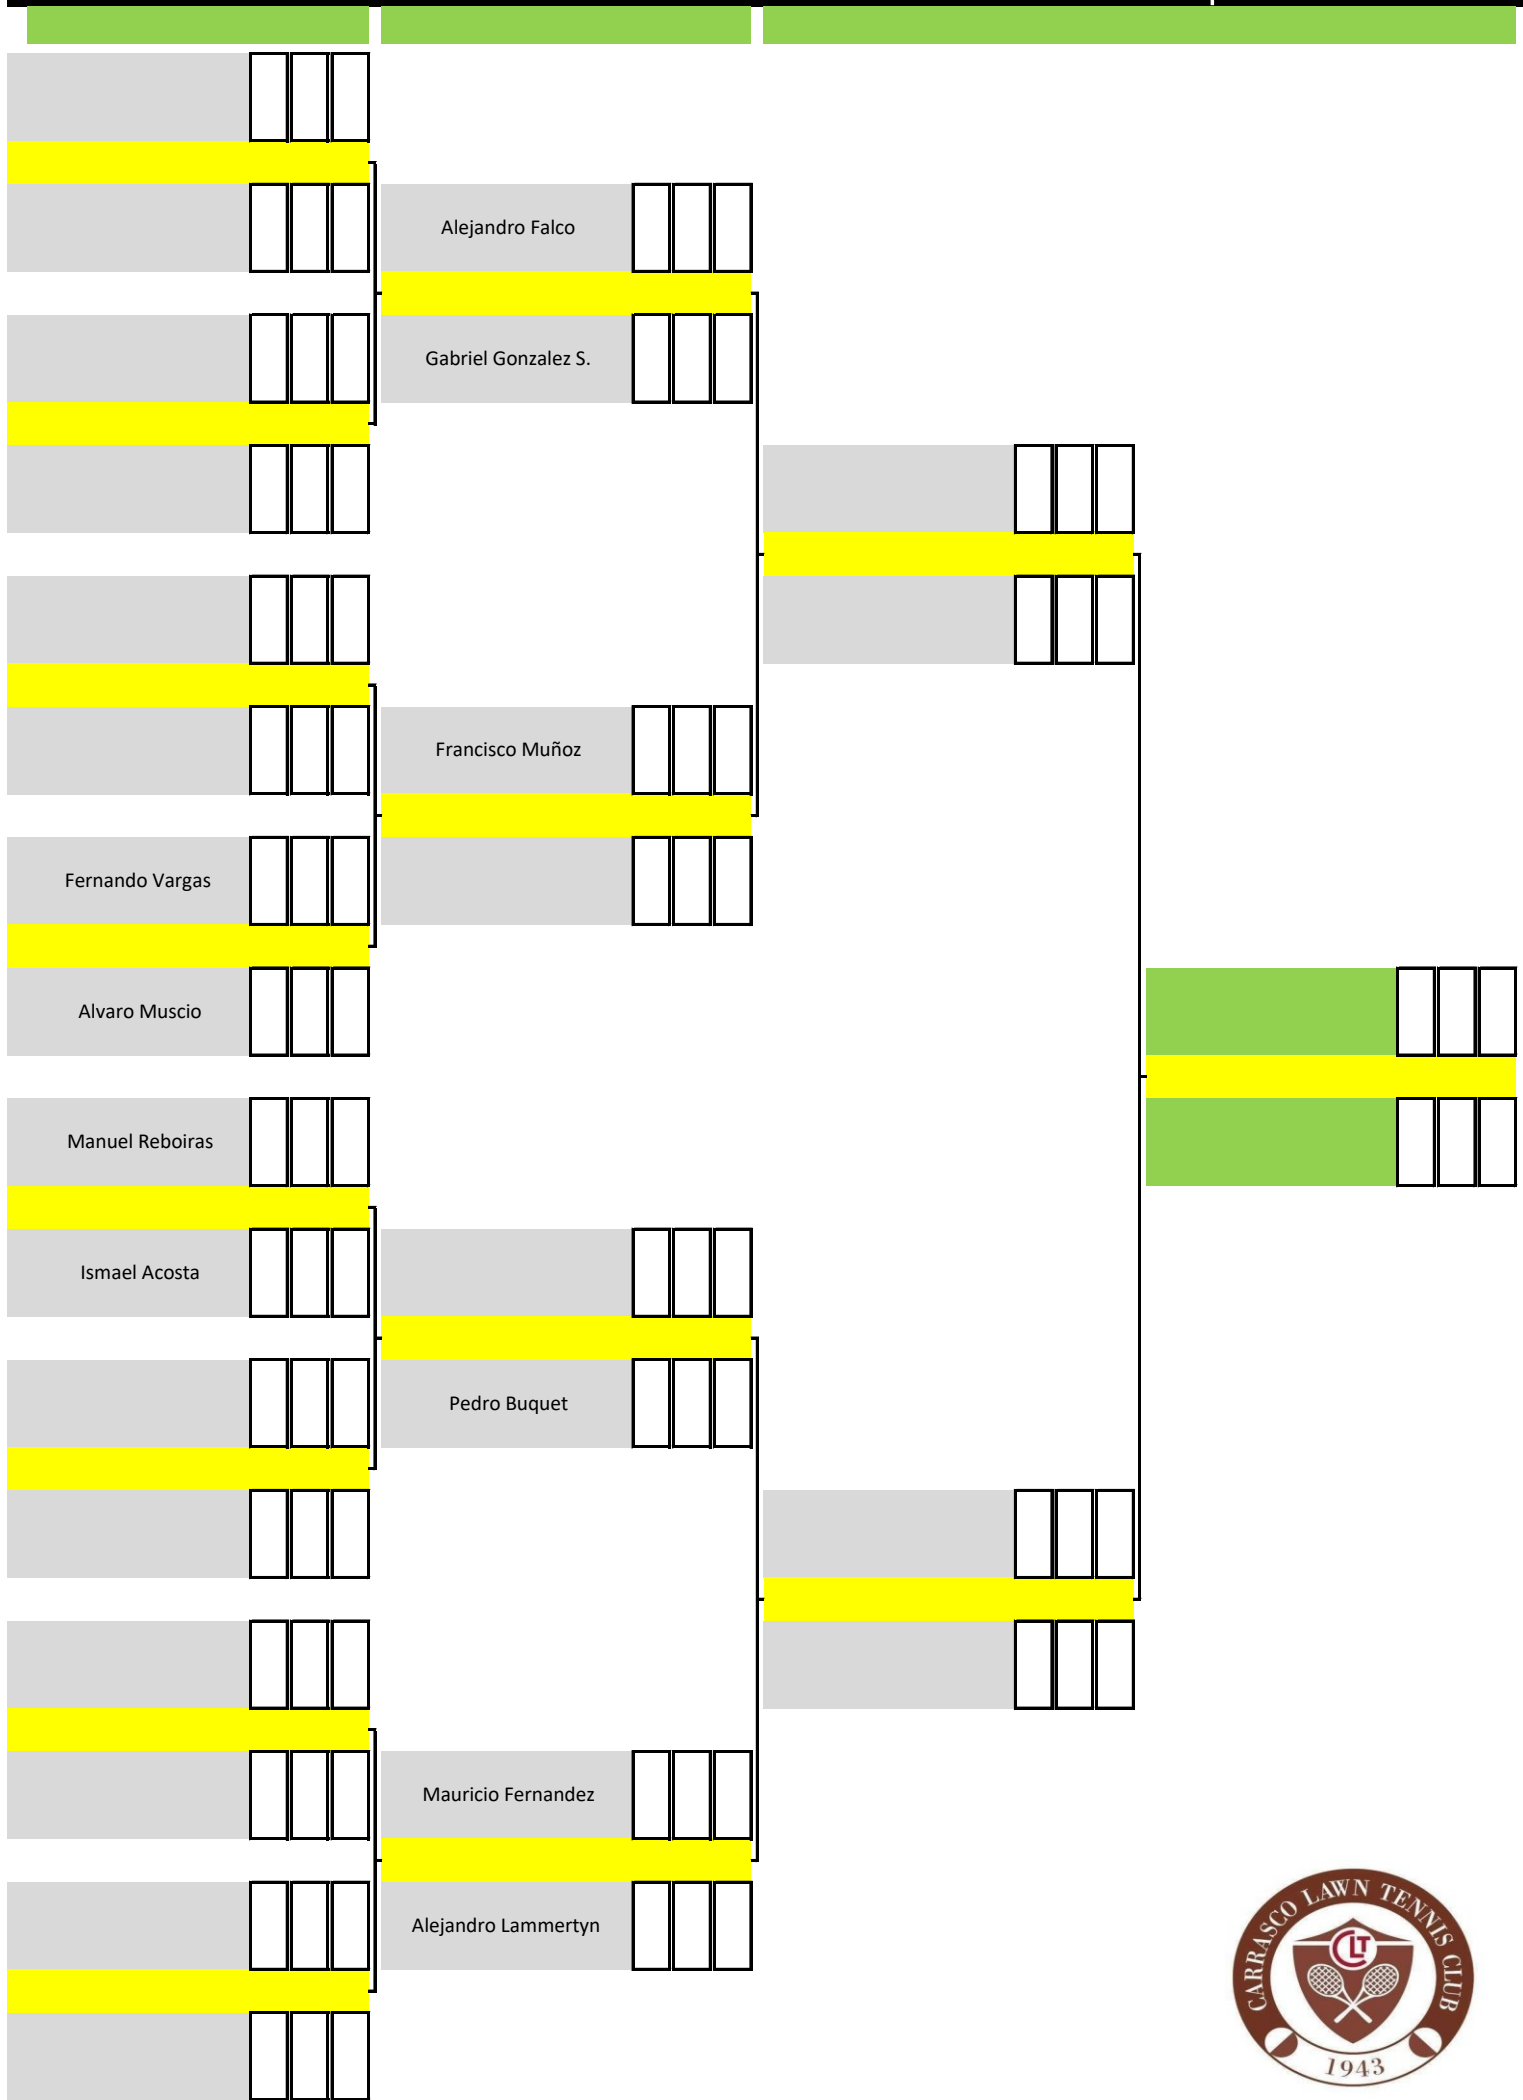 Alejandro Falco
Gabriel Gonzalez S.
Francisco Muñoz
Fernando Vargas
Alvaro Muscio
Manuel Reboiras
Ismael Acosta
Pedro Buquet
Mauricio Fernandez
Alejandro Lammertyn
CARRASCO LAWN TENNIS CLUB
CLT
1943